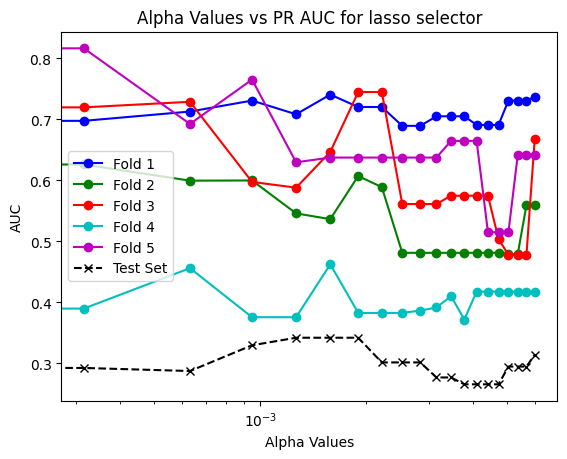 Alpha Values vs PR AUC for lasso selector
AUC
0.8
0.7
0.6
0.5
0.4
0.3
Fold 1
Fold 2
Fold 3
Fold 4
Fold 5
Test Set
10⁻³
Alpha Values